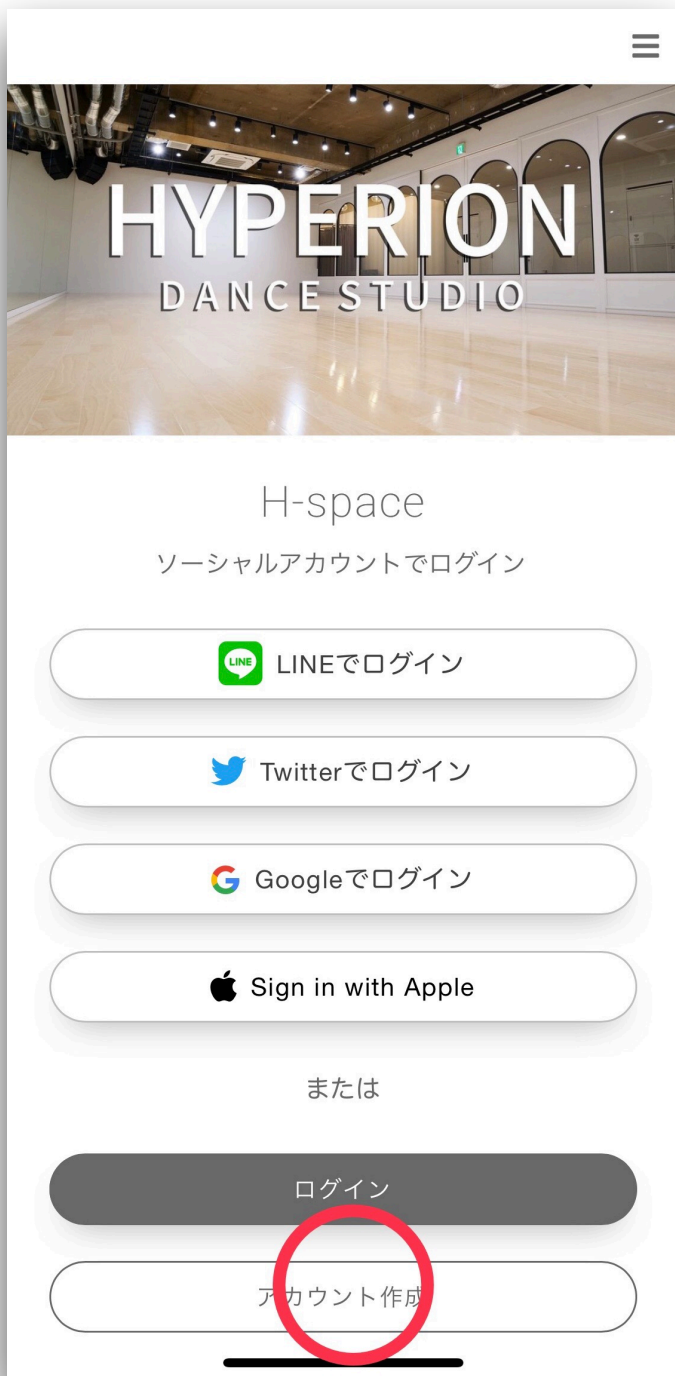 HYPERION
DANCE STUDIO
H-space
ソーシャルアカウントでログイン
LINE LINEでログイン
Twitterでログイン
Googleでログイン
Sign in with Apple
または
ログイン
アカウント作成